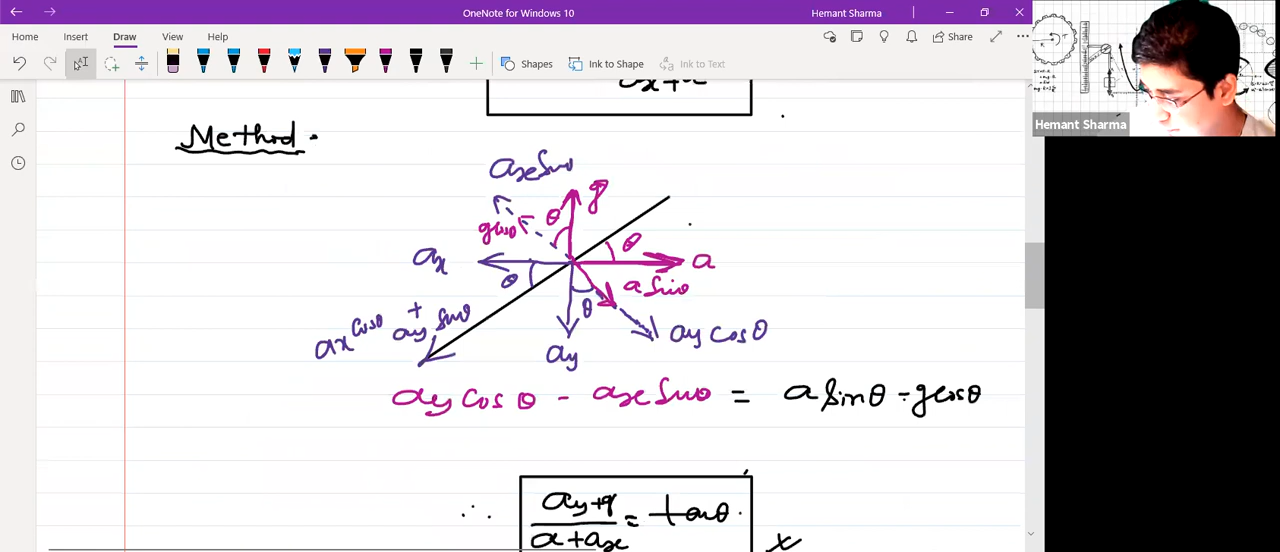 OneNote for Windows 10
Hemant Sharma
Home Insert Draw View Help
Share
Shapes Ink to Shape Ink to Text
Hemant Sharma
Method
ax sinθ
g
θ
gcosθ
θ
ax
a
θ
a sinθ
θ
ax cosθ + ay sinθ
ay cosθ
ay
ay cosθ - ax sinθ = a sinθ - gcosθ
∴ (ay+g)/(a+ax) = tanθ